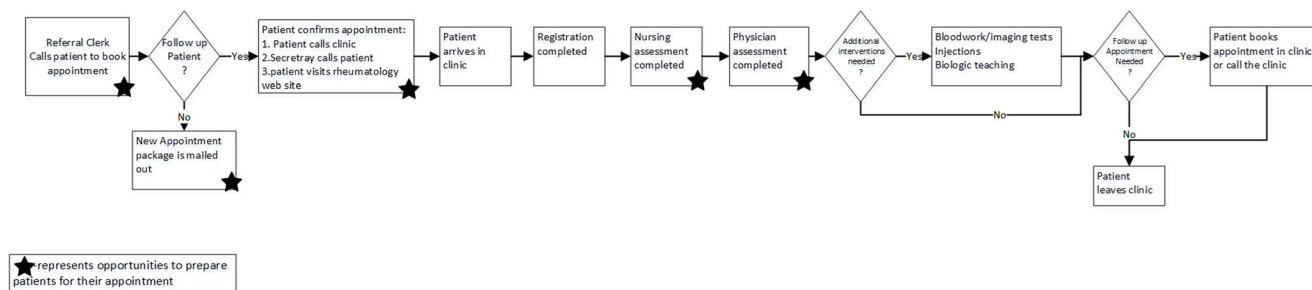 Referral Clerk
Calls patient to book
appointment
Follow up
Patient
?
Yes
No
New Appointment
package is mailed
out
Patient confirms appointment:
1. Patient calls clinic
2.Secretray calls patient
3.patient visits rheumatology
web site
Patient
arrives in
clinic
Registration
completed
Nursing
assessment
completed
Physician
assessment
completed
Additional
interventions
needed
?
Yes
No
Bloodwork/imaging tests
Injections
Biologic teaching
Follow up
Appointment
Needed
?
Yes
No
Patient books
appointment in clinic
or call the clinic
Patient
leaves clinic
-represents opportunities to prepare
patients for their appointment